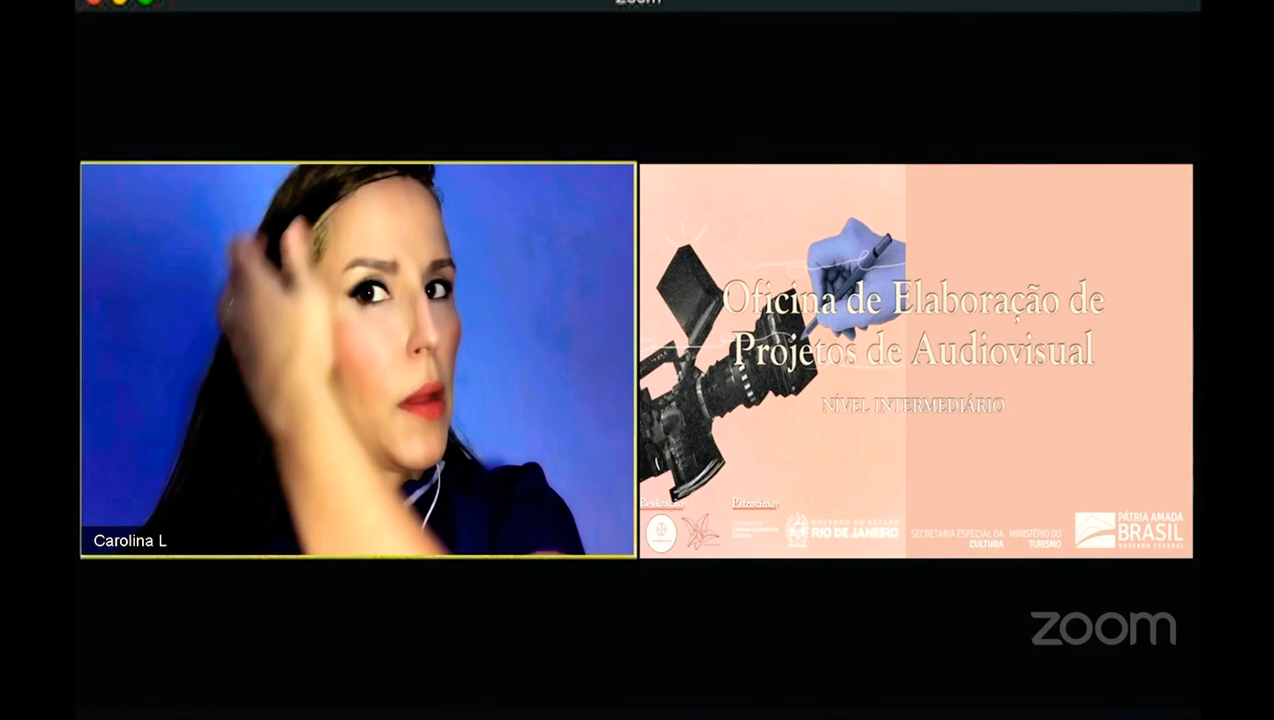 Zoom
Carolina L
Oficina de Elaboração de
Projetos de Audiovisual
NÍVEL INTERMEDIÁRIO
Realização:
Patrocínio:
GOVERNO DO ESTADO
RIO DE JANEIRO
SECRETARIA ESPECIAL DA
CULTURA
MINISTÉRIO DO
TURISMO
PÁTRIA AMADA
BRASIL
GOVERNO FEDERAL
zoom